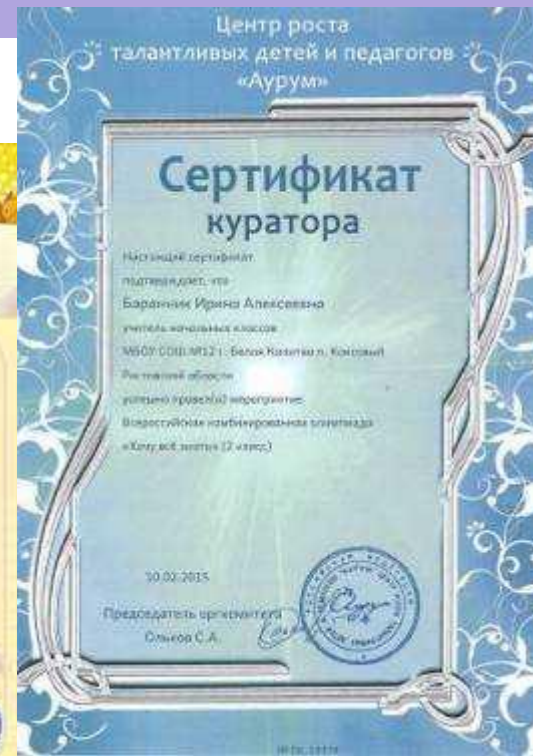 Центр роста
талантливых детей и педагогов
«Аурум»
Сертификат
куратора
Настоящий сертификат
подтверждает, что
Баранник Ирина Алексеевна
учитель начальных классов
МБОУ СОШ №12 г. Белая Калитва п. Коксовый
Ростовской области
успешно провел(а) мероприятие
Всероссийская комбинированная олимпиада
«Хочу всё знать» (2 класс)
10.02.2015
Председатель оргкомитета
Ольков С.А.